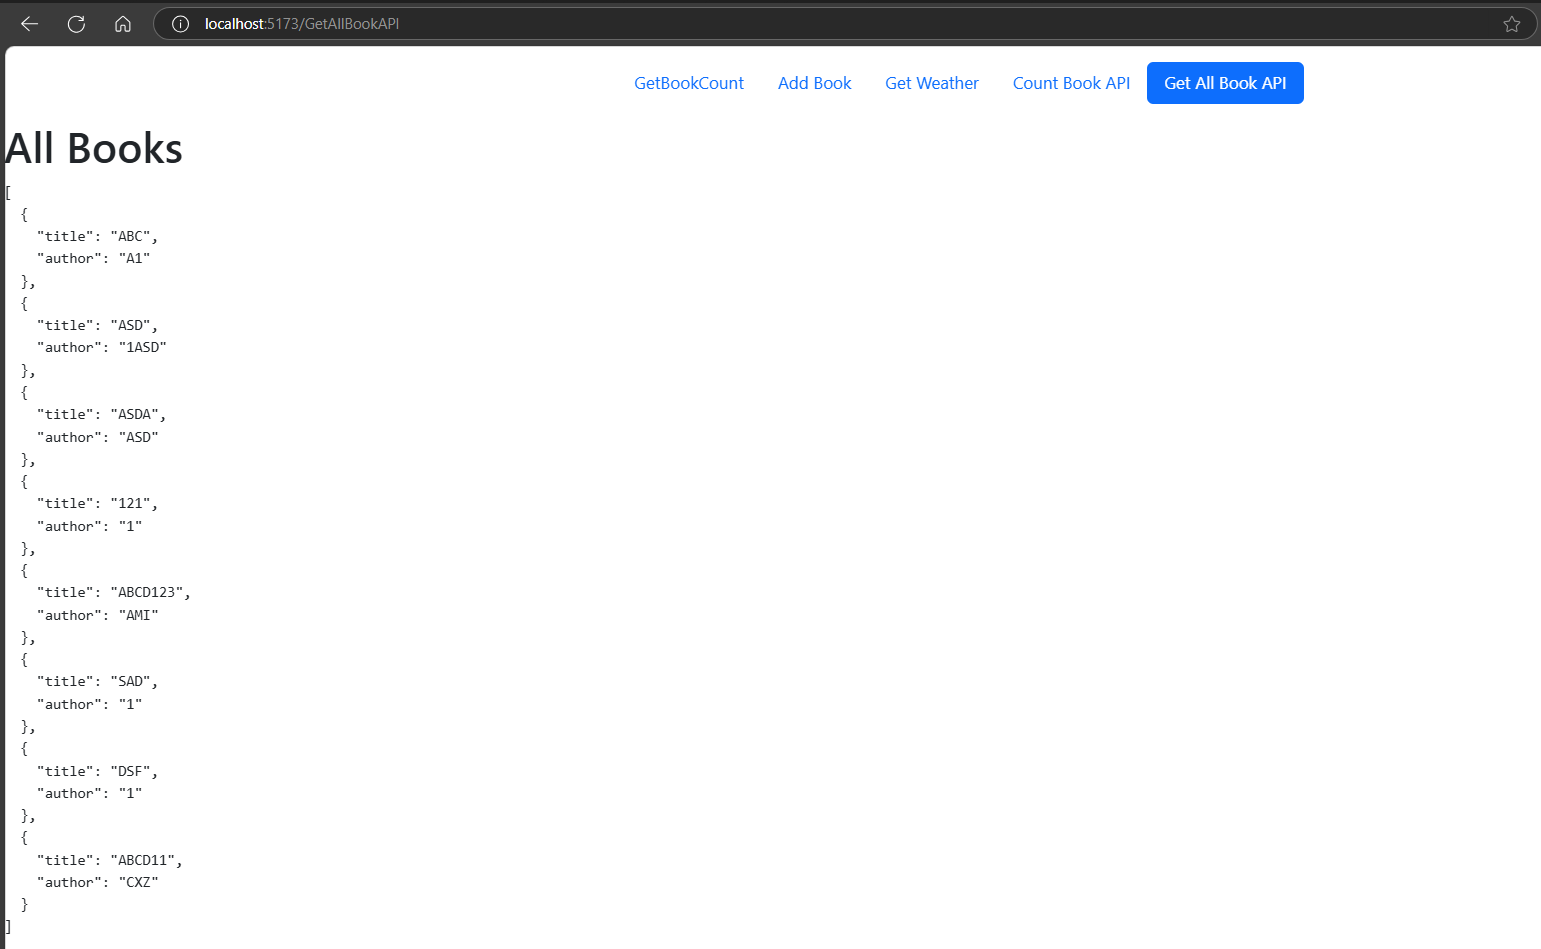 localhost:5173/GetAllBookAPI
GetBookCount Add Book Get Weather Count Book API Get All Book API
All Books
[
  {
    "title": "ABC",
    "author": "A1"
  },
  {
    "title": "ASD",
    "author": "1ASD"
  },
  {
    "title": "ASDA",
    "author": "ASD"
  },
  {
    "title": "121",
    "author": "1"
  },
  {
    "title": "ABCD123",
    "author": "AMI"
  },
  {
    "title": "SAD",
    "author": "1"
  },
  {
    "title": "DSF",
    "author": "1"
  },
  {
    "title": "ABCD11",
    "author": "CXZ"
  }
]